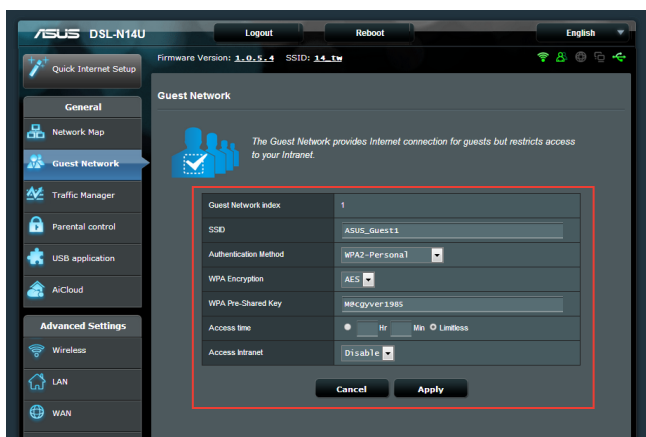 ASUS DSL-N14U Logout Reboot English
Quick Internet Setup
Firmware Version: 1.0.5.4 SSID: 14_tw
General
Network Map
Guest Network
Traffic Manager
Parental control
USB application
AiCloud
Advanced Settings
Wireless
LAN
WAN
Guest Network
The Guest Network provides Internet connection for guests but restricts access
to your Intranet.
Guest Network index 1
SSID ASUS_Guest1
Authentication Method WPA2-Personal
WPA Encryption AES
WPA Pre-Shared Key M@cgyver1985
Access time Hr Min Limitless
Access Intranet Disable
Cancel Apply